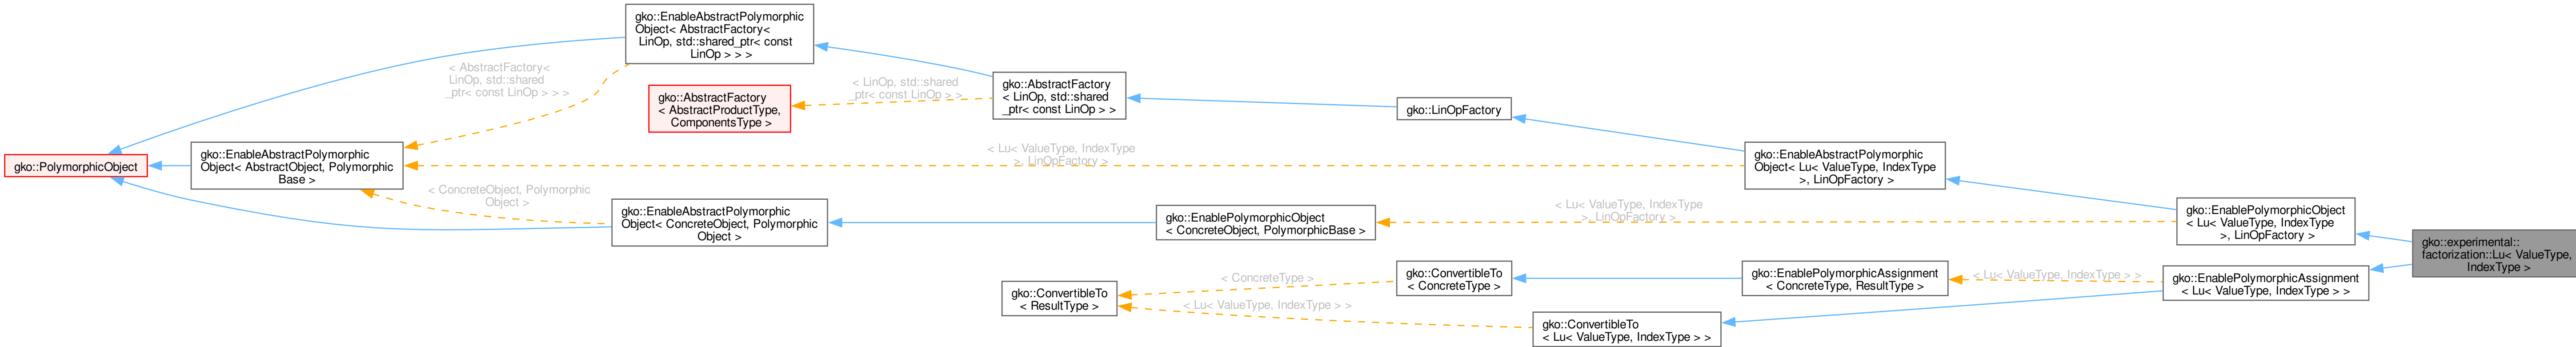 gko::EnableAbstractPolymorphic
Object< AbstractFactory<
LinOp, std::shared_ptr< const
LinOp > > >
< AbstractFactory<
LinOp, std::shared
_ptr< const LinOp > > >
gko::AbstractFactory
< AbstractProductType,
ComponentsType >
< LinOp, std::shared
_ptr< const LinOp > >
gko::AbstractFactory
< LinOp, std::shared
_ptr< const LinOp > >
gko::LinOpFactory
gko::PolymorphicObject
gko::EnableAbstractPolymorphic
Object< AbstractObject, Polymorphic
Base >
< Lu< ValueType, IndexType
>, LinOpFactory >
gko::EnableAbstractPolymorphic
Object< Lu< ValueType, IndexType
>, LinOpFactory >
< ConcreteObject, Polymorphic
Object >
gko::EnableAbstractPolymorphic
Object< ConcreteObject, Polymorphic
Object >
gko::EnablePolymorphicObject
< ConcreteObject, PolymorphicBase >
< Lu< ValueType, IndexType
>, LinOpFactory >
gko::EnablePolymorphicObject
< Lu< ValueType, IndexType
>, LinOpFactory >
gko::experimental::
factorization::Lu< ValueType,
IndexType >
gko::ConvertibleTo
< ResultType >
< ConcreteType >
< Lu< ValueType, IndexType > >
gko::ConvertibleTo
< ConcreteType >
gko::EnablePolymorphicAssignment
< ConcreteType, ResultType >
< Lu< ValueType, IndexType > >
gko::EnablePolymorphicAssignment
< Lu< ValueType, IndexType > >
gko::ConvertibleTo
< Lu< ValueType, IndexType > >